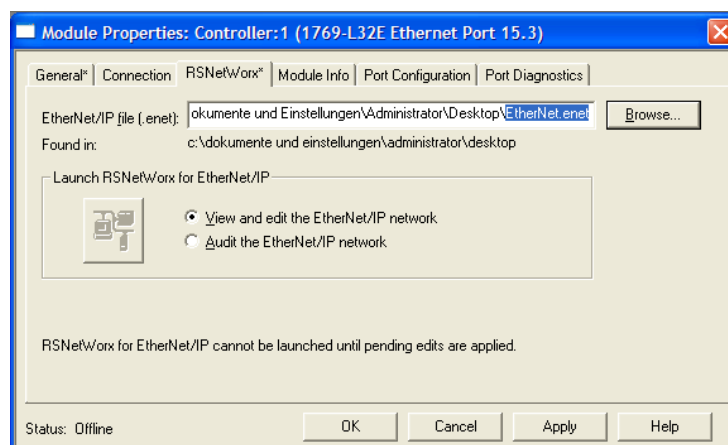 Module Properties: Controller:1 (1769-L32E Ethernet Port 15.3)
General* Connection RSNetWorx* Module Info Port Configuration Port Diagnostics
EtherNet/IP file (.enet): okumente und Einstellungen\Administrator\Desktop\EtherNet.enet Browse...
Found in: c:\dokumente und einstellungen\administrator\desktop
Launch RSNetWorx for EtherNet/IP
View and edit the EtherNet/IP network
Audit the EtherNet/IP network
RSNetWorx for EtherNet/IP cannot be launched until pending edits are applied.
Status: Offline OK Cancel Apply Help